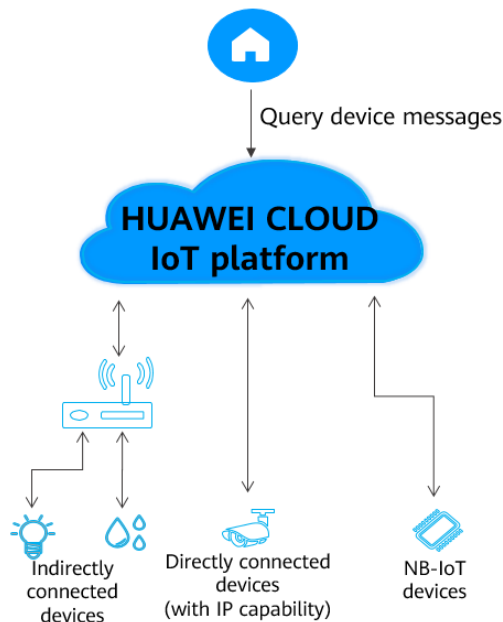 Query device messages
HUAWEI CLOUD
IoT platform
Indirectly
connected
devices
Directly connected
devices
(with IP capability)
NB-IoT
devices